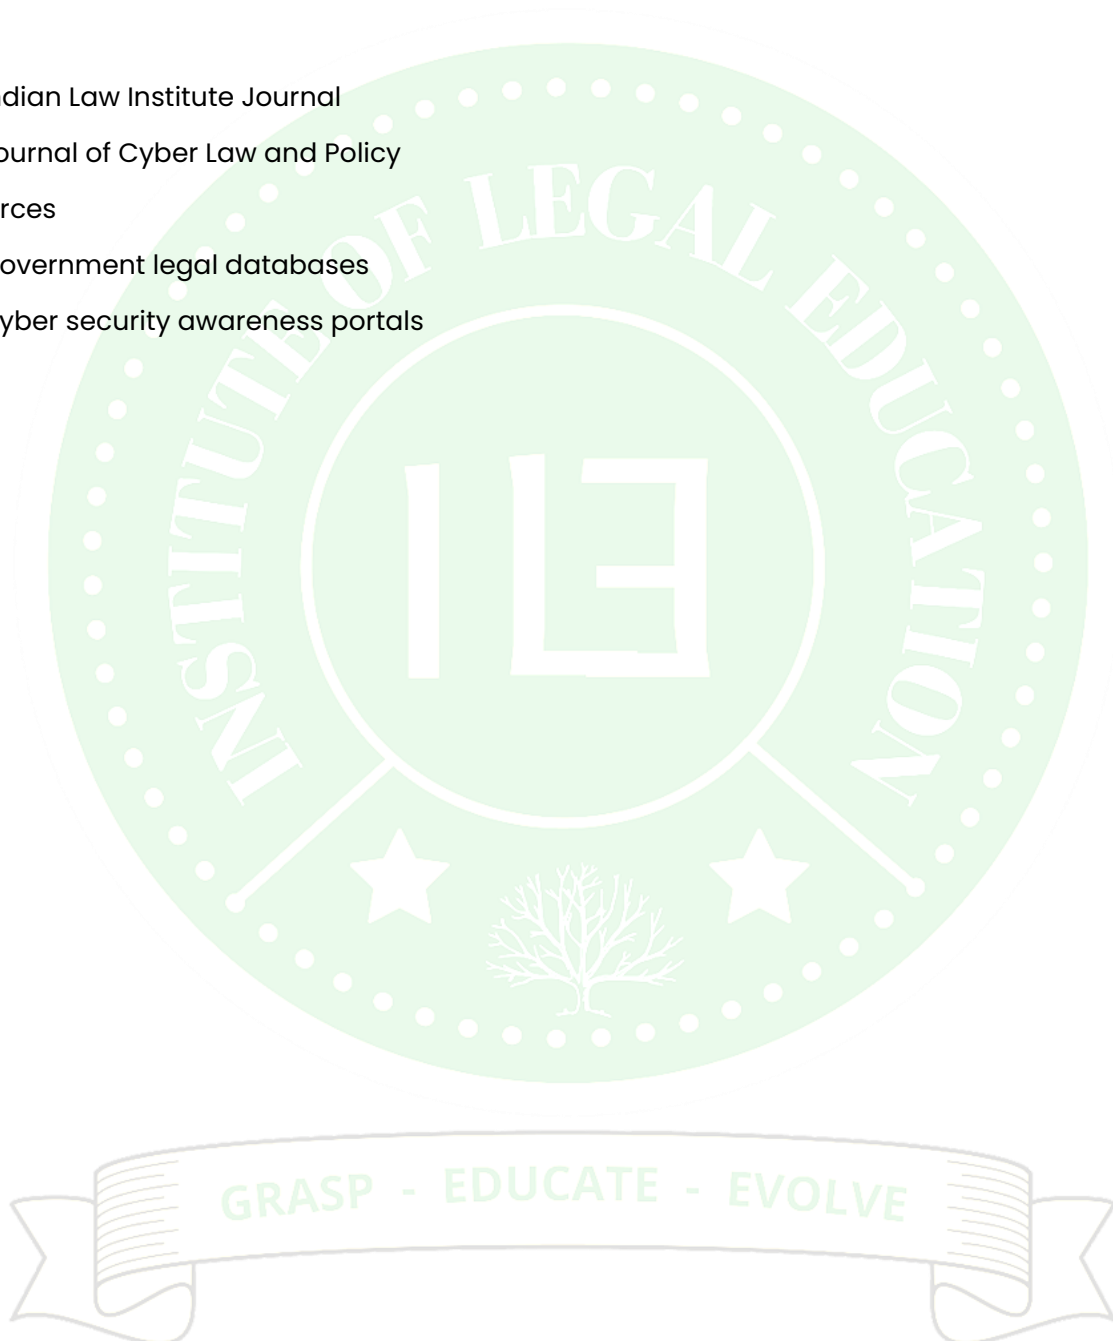 ndian Law Institute Journal
ournal of Cyber Law and Policy
rces
overnment legal databases
yber security awareness portals
INSTITUTE OF LEGAL EDUCATION
ILE
GRASP - EDUCATE - EVOLVE